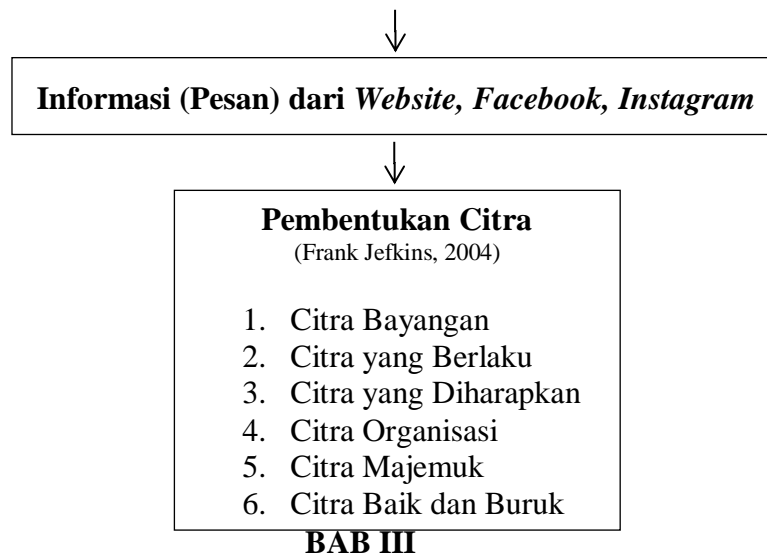 Informasi (Pesan) dari Website, Facebook, Instagram
Pembentukan Citra
(Frank Jefkins, 2004)
1. Citra Bayangan
2. Citra yang Berlaku
3. Citra yang Diharapkan
4. Citra Organisasi
5. Citra Majemuk
6. Citra Baik dan Buruk
BAB III